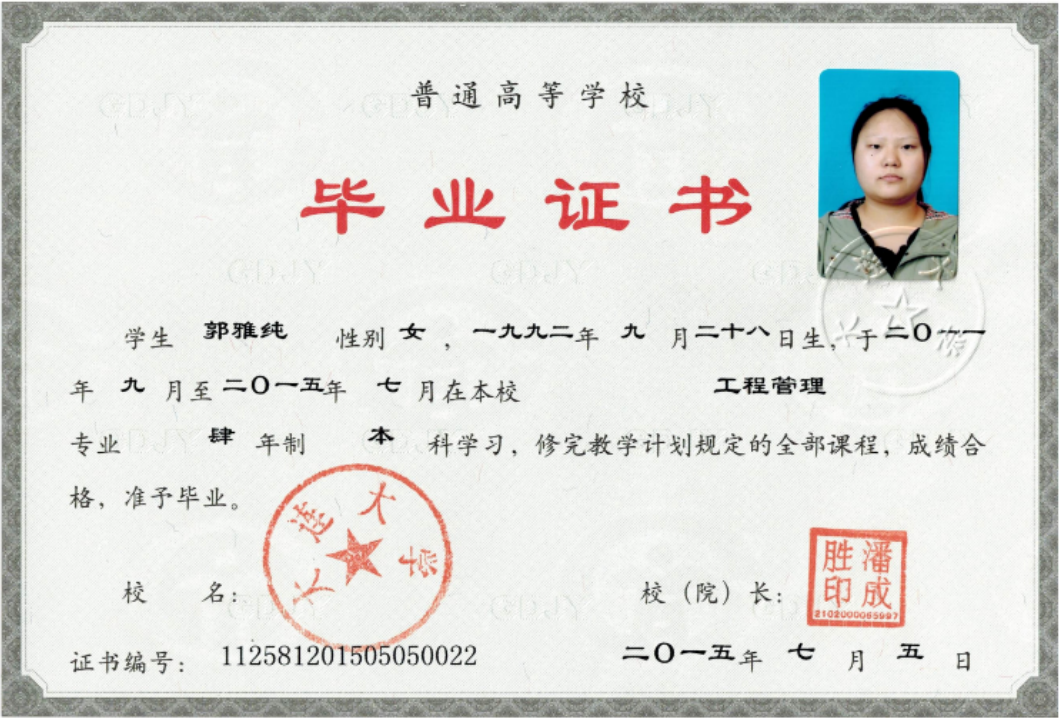 普通高等学校
毕业证书
学生 郭雅纯 性别 女，一九九二年 九 月二十八日生，于二〇一一
年 九 月至二〇一五年 七 月在本校 工程管理
专业 肆 年制 本 科学习，修完教学计划规定的全部课程，成绩合
格，准予毕业。
大连大学
校 名：
校（院）长：
潘成胜印
2102000065997
证书编号： 112581201505050022
二〇一五年 七 月 五 日